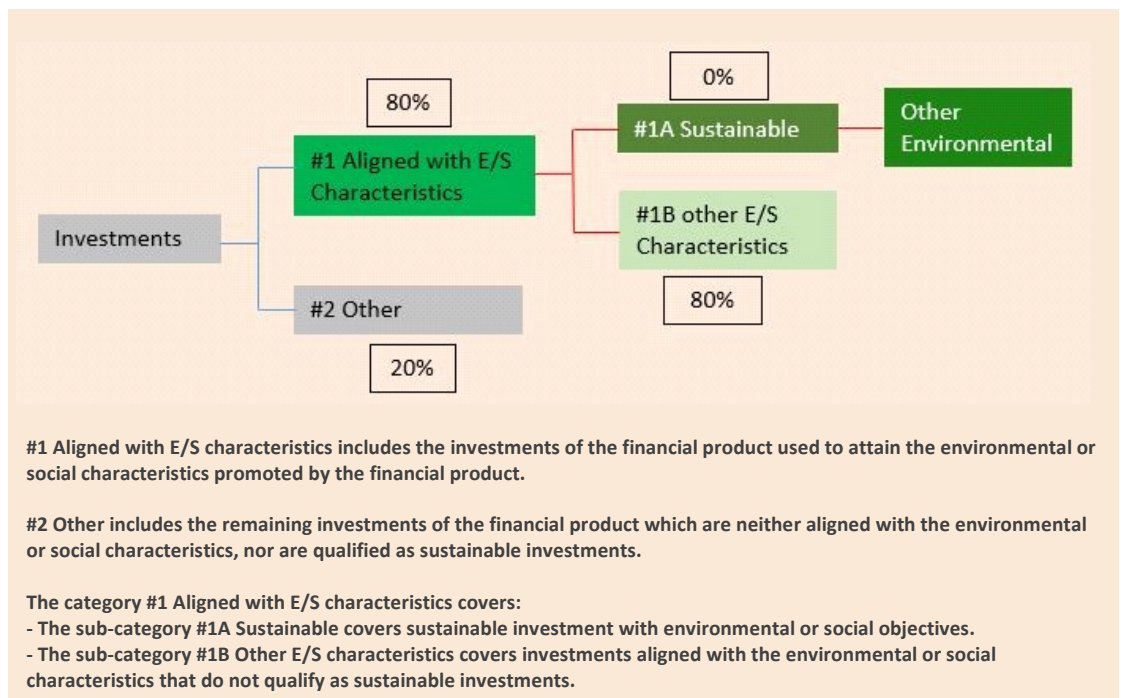 0%
80%
Other
Environmental
#1A Sustainable
#1 Aligned with E/S
Characteristics
#1B other E/S
Characteristics
Investments
80%
#2 Other
20%
#1 Aligned with E/S characteristics includes the investments of the financial product used to attain the environmental or
social characteristics promoted by the financial product.
#2 Other includes the remaining investments of the financial product which are neither aligned with the environmental
or social characteristics, nor are qualified as sustainable investments.
The category #1 Aligned with E/S characteristics covers:
- The sub-category #1A Sustainable covers sustainable investment with environmental or social objectives.
- The sub-category #1B Other E/S characteristics covers investments aligned with the environmental or social
characteristics that do not qualify as sustainable investments.